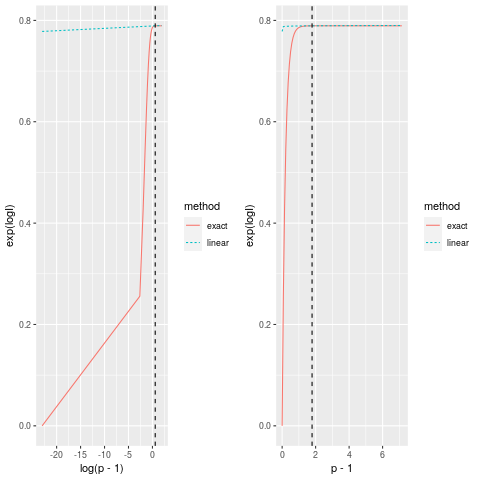 exp(logl)
0.8
0.6
0.4
0.2
0.0
-20 -15 -10 -5 0
log(p - 1)
method
exact
linear
exp(logl)
0.8
0.6
0.4
0.2
0.0
0 2 4 6
p - 1
method
exact
linear